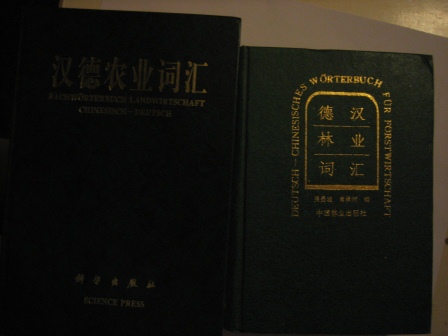 汉德农业词汇
FACHWÖRTERBUCH LANDWIRTSCHAFT
CHINESISCH–DEUTSCH
科学出版社
SCIENCE PRESS
DEUTSCH–CHINESISCHES WÖRTERBUCH FÜR FORSTWIRTSCHAFT
德汉
林业
词汇
编
中国林业出版社